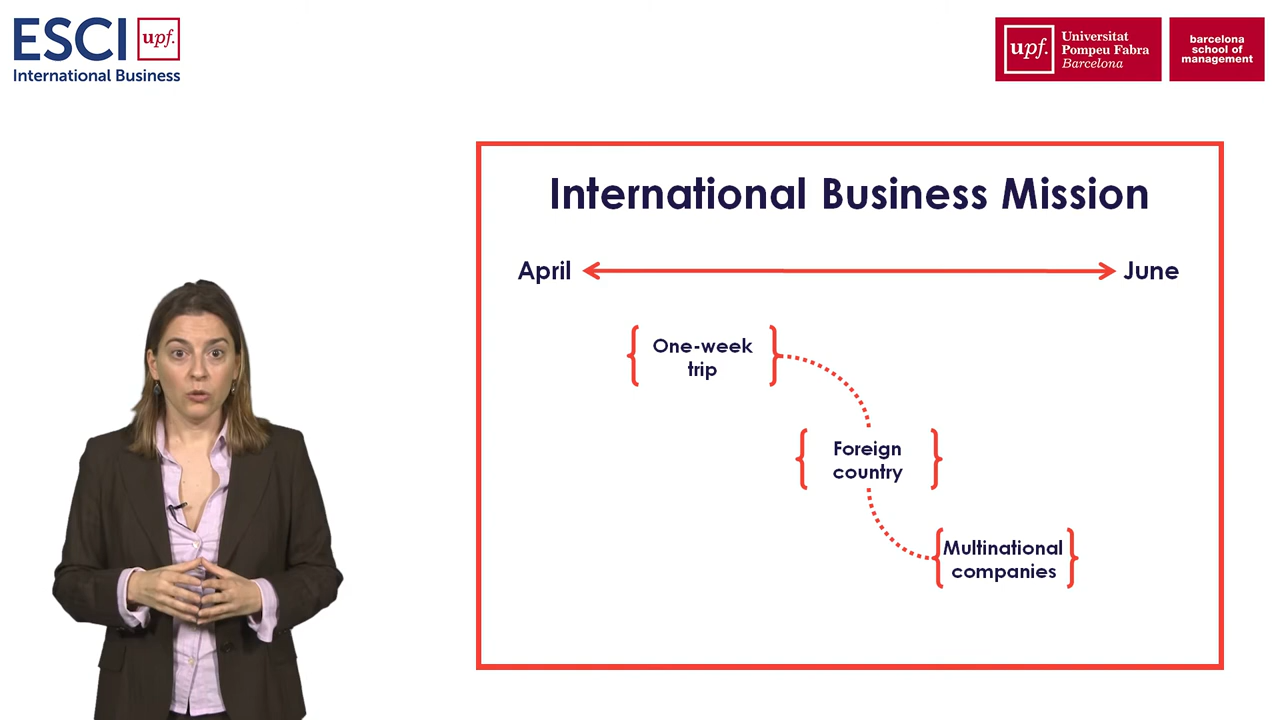 ESCI upf.
International Business
upf.
Universitat
Pompeu Fabra
Barcelona
barcelona
school of
management
International Business Mission
April
June
One-week
trip
Foreign
country
Multinational
companies